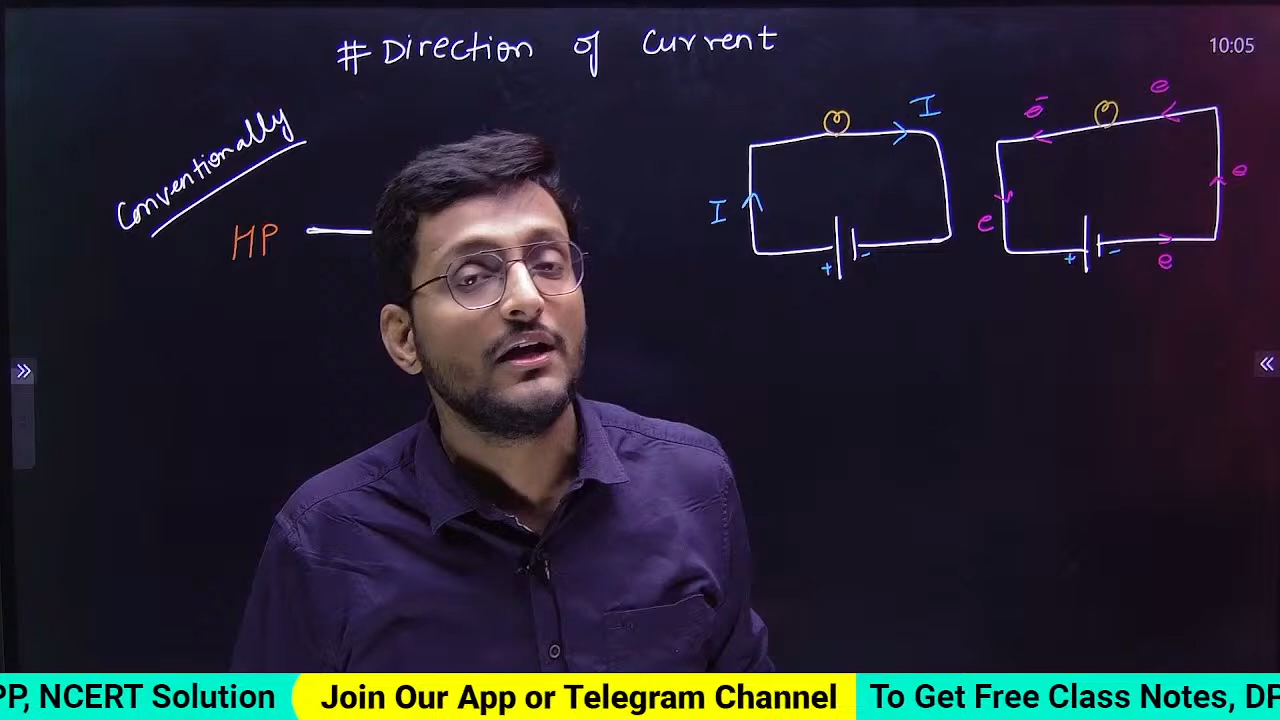 # Direction of Current
10:05
Conventionally
HP
I
I
+ -
e⁻
e
e
e
e
+ -
PP, NCERT Solution
Join Our App or Telegram Channel
To Get Free Class Notes, DP